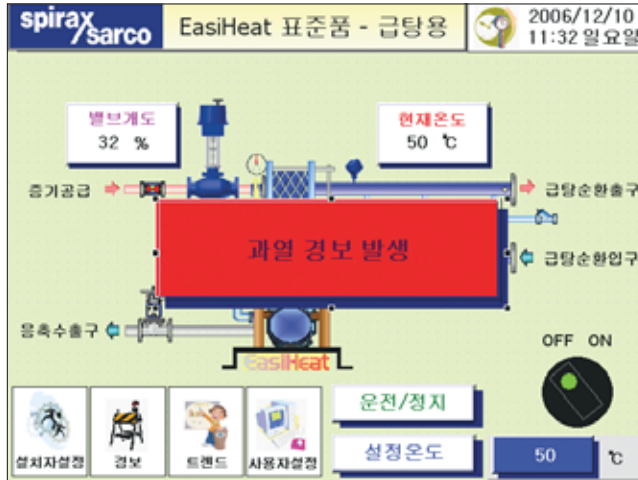 spirax
sarco
EasiHeat 표준품 - 급탕용
2006/12/10
11:32 일요일
밸브개도
32 %
현재온도
50 ℃
증기공급
급탕순환출구
과열 경보 발생
급탕순환입구
응축수출구
EasiHeat
OFF ON
운전/정지
설치자설정
경보
트렌드
사용자설정
설정온도
50 ℃